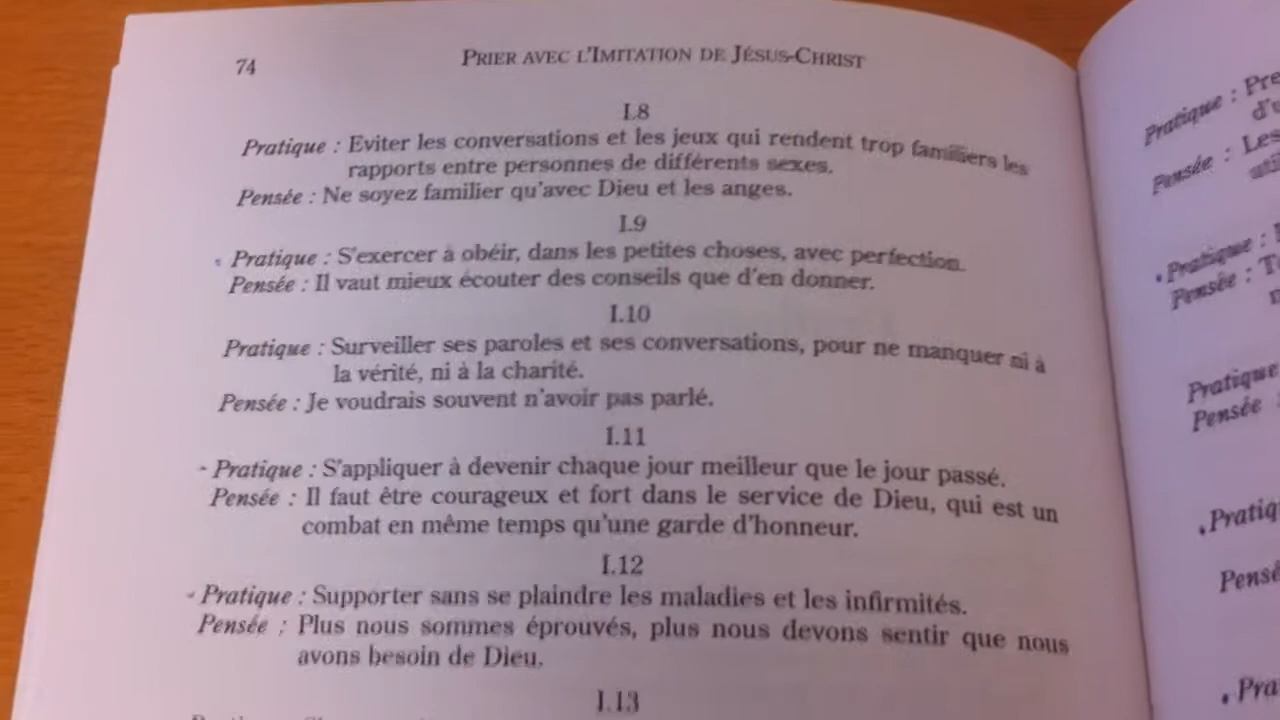 74
PRIER AVEC L'IMITATION DE JÉSUS-CHRIST
I.8
Pratique : Eviter les conversations et les jeux qui rendent trop familiers les
rapports entre personnes de différents sexes.
Pensée : Ne soyez familier qu'avec Dieu et les anges.
I.9
Pratique : S'exercer à obéir, dans les petites choses, avec perfection.
Pensée : Il vaut mieux écouter des conseils que d'en donner.
I.10
Pratique : Surveiller ses paroles et ses conversations, pour ne manquer ni à
la vérité, ni à la charité.
Pensée : Je voudrais souvent n'avoir pas parlé.
I.11
Pratique : S'appliquer à devenir chaque jour meilleur que le jour passé.
Pensée : Il faut être courageux et fort dans le service de Dieu, qui est un
combat en même temps qu'une garde d'honneur.
I.12
Pratique : Supporter sans se plaindre les maladies et les infirmités.
Pensée : Plus nous sommes éprouvés, plus nous devons sentir que nous
avons besoin de Dieu.
I.13
Pratique : Pre
d'u
Pensée : Les
Pratique :
Pensée : T
Pratique
Pensée
Pratiq
Pensé
Pra